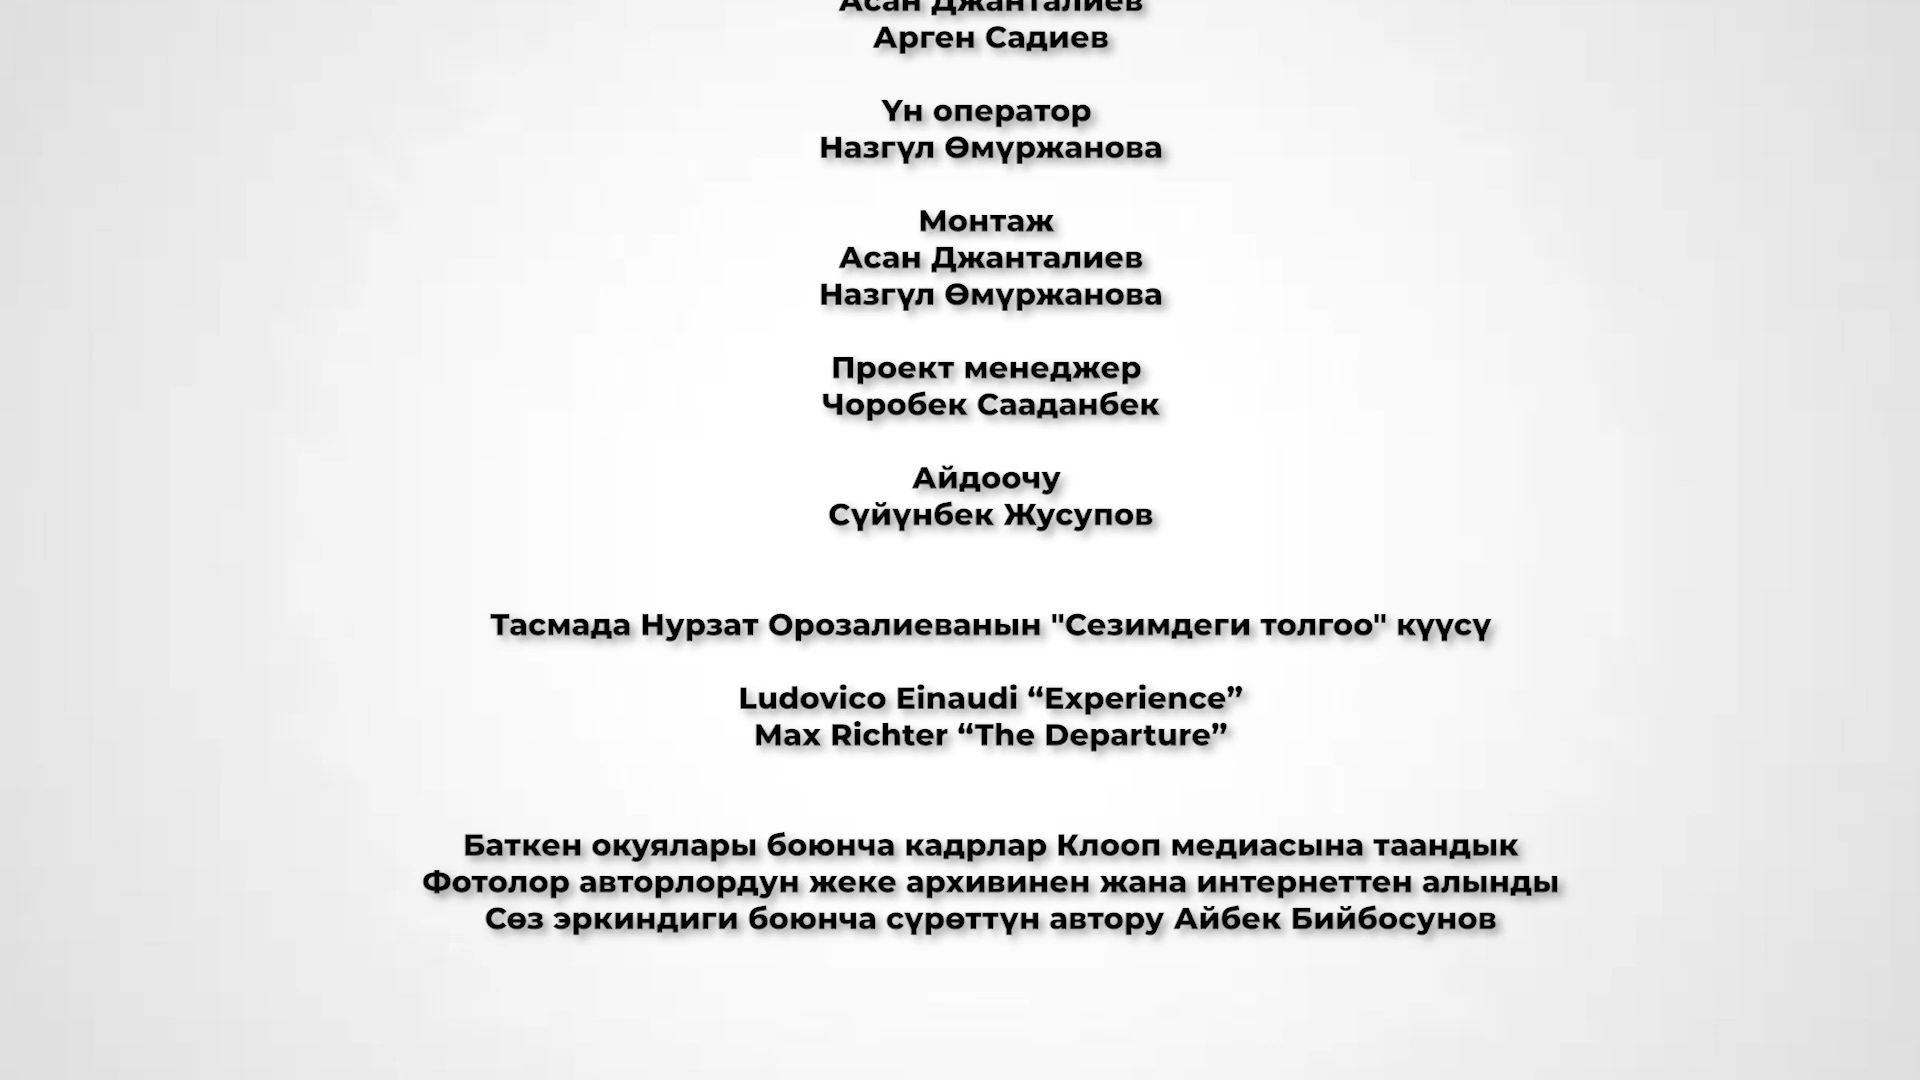 Асан Джанталиев
Арген Садиев
Үн оператор
Назгүл Өмүржанова
Монтаж
Асан Джанталиев
Назгүл Өмүржанова
Проект менеджер
Чоробек Сааданбек
Айдоочу
Сүйүнбек Жусупов
Тасмада Нурзат Орозалиеванын "Сезимдеги толгоо" күүсү
Ludovico Einaudi “Experience”
Max Richter “The Departure”
Баткен окуялары боюнча кадрлар Клооп медиасына таандык
Фотолор авторлордун жеке архивинен жана интернеттен алынды
Сөз эркиндиги боюнча сүрөттүн автору Айбек Бийбосунов